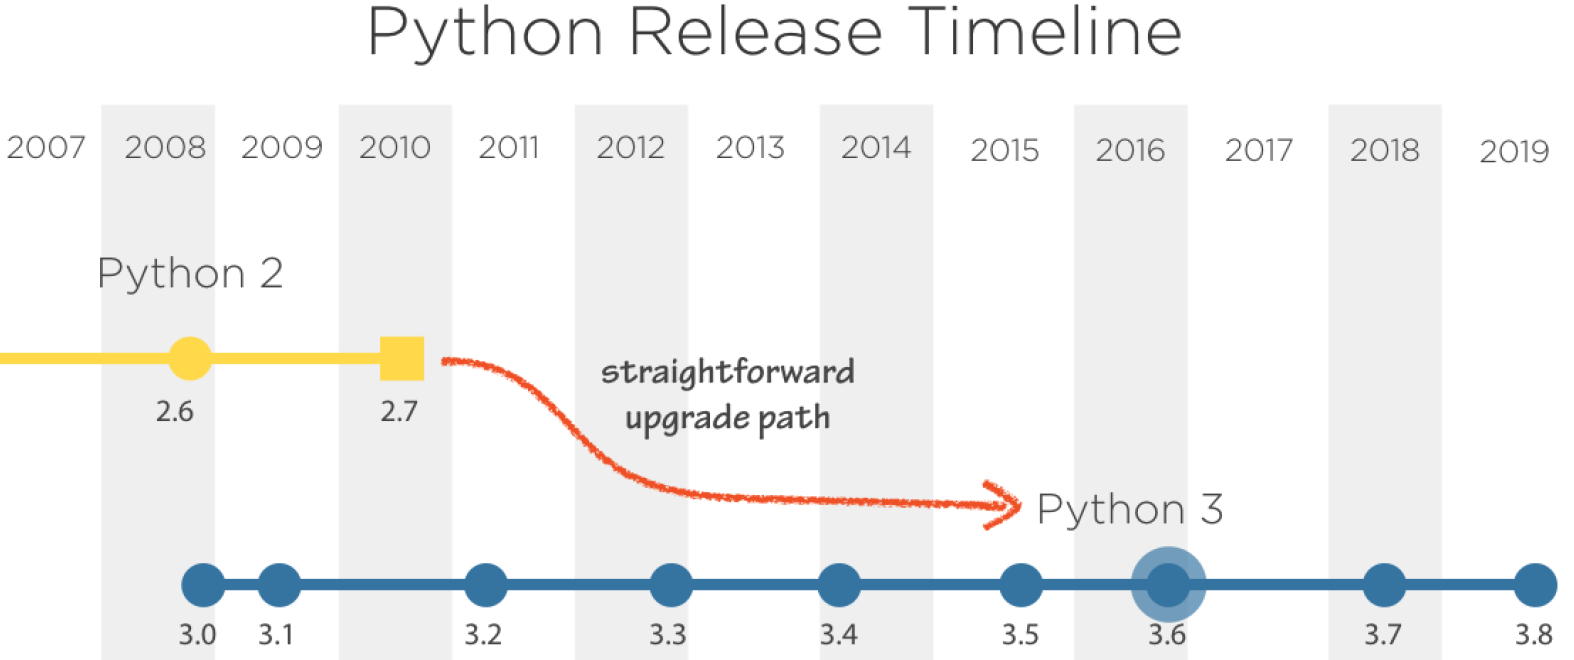 Python Release Timeline
2007 2008 2009 2010 2011 2012 2013 2014 2015 2016 2017 2018 2019
Python 2
straightforward
upgrade path
2.6 2.7
Python 3
3.0 3.1 3.2 3.3 3.4 3.5 3.6 3.7 3.8